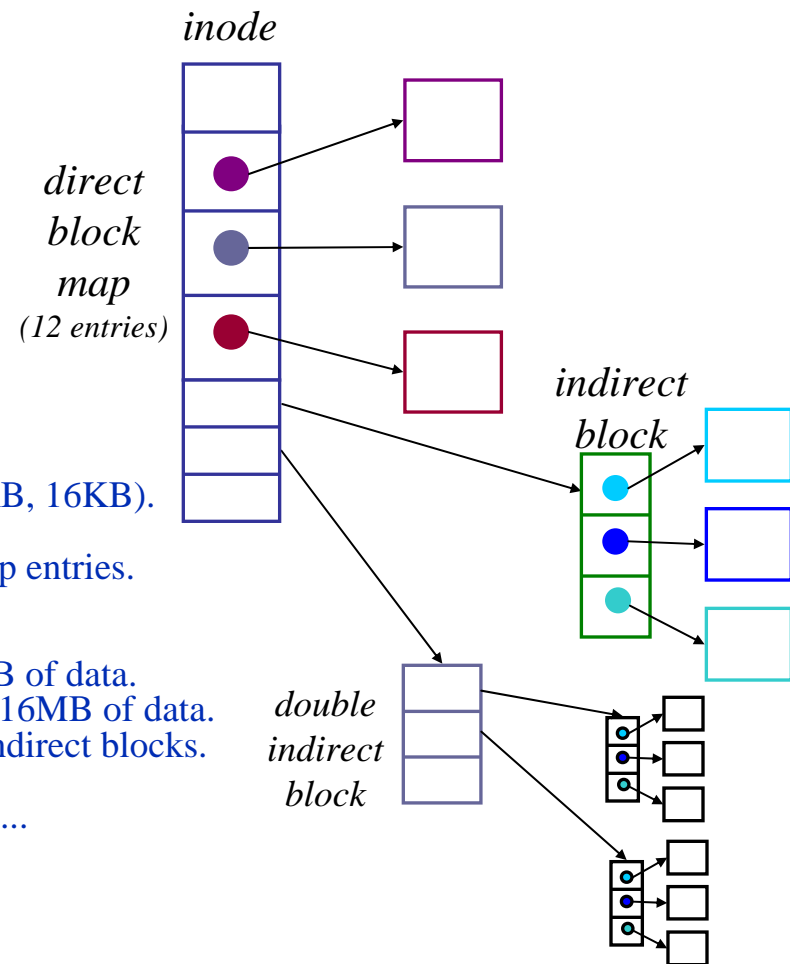 inode
direct
block
map
(12 entries)
indirect
block
B, 16KB).
p entries.
B of data.
16MB of data.
ndirect blocks.
...
double
indirect
block